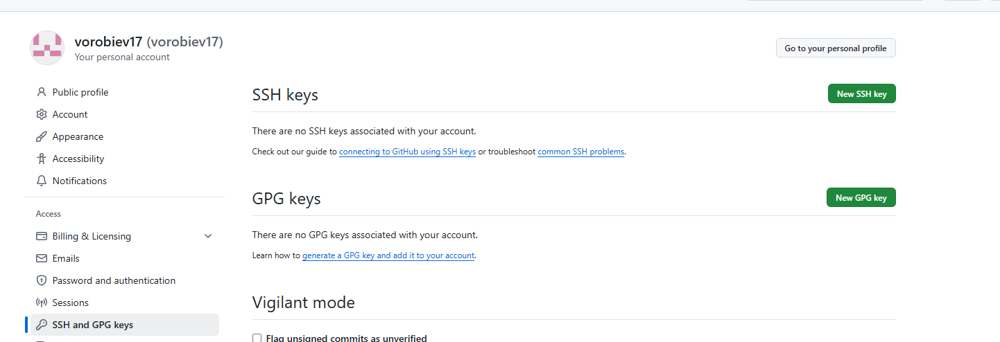 vorobiev17 (vorobiev17)
Your personal account
Go to your personal profile
Public profile
Account
Appearance
Accessibility
Notifications
Access
Billing & Licensing
Emails
Password and authentication
Sessions
SSH and GPG keys
SSH keys
New SSH key
There are no SSH keys associated with your account.
Check out our guide to connecting to GitHub using SSH keys or troubleshoot common SSH problems.
GPG keys
New GPG key
There are no GPG keys associated with your account.
Learn how to generate a GPG key and add it to your account.
Vigilant mode
Flag unsigned commits as unverified